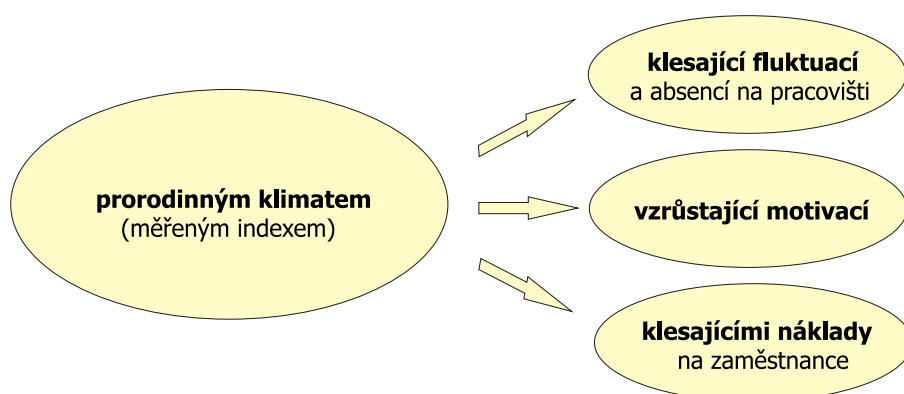 prorodinným klimatem
(měřeným indexem)
klesající fluktuací
a absencí na pracovišti
vzrůstající motivací
klesajícími náklady
na zaměstnance